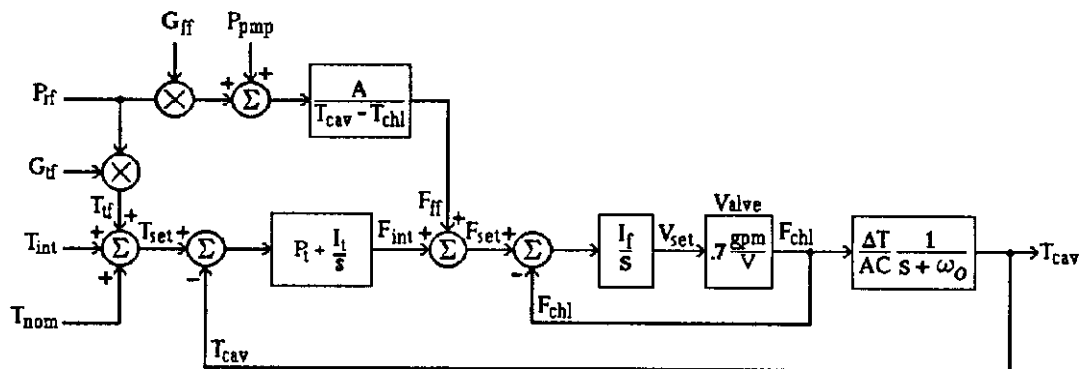 G_ff P_pmp
P_rf × + + Σ A / T_cav - T_chl
G_tf ×
T_tf + F_ff + Valve
T_int + Σ T_set + Σ P_t + I_t/s F_int + Σ F_set + Σ I_f/s V_set .7 gpm/V F_chl ΔT/AC 1/(s + ω_o) T_cav
+ - - F_chl
T_nom T_cav